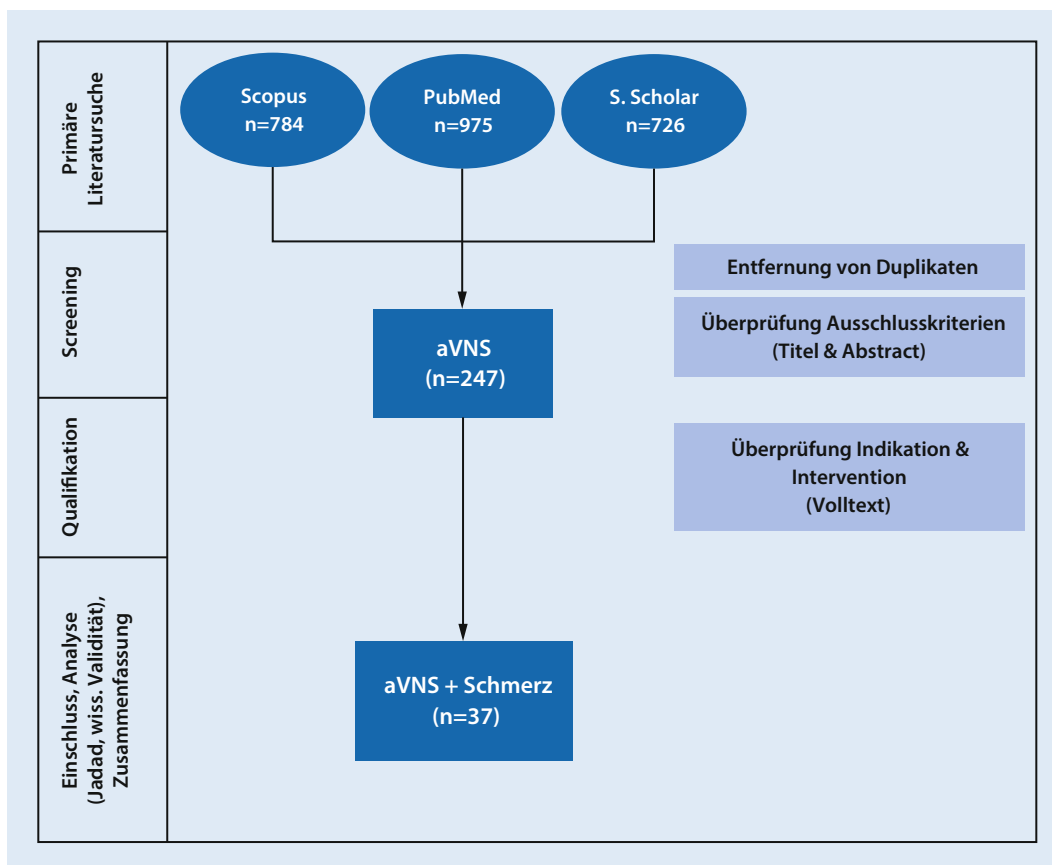 Primäre
Literatursuche
Scopus
n=784
PubMed
n=975
S. Scholar
n=726
Screening
Entfernung von Duplikaten
Überprüfung Ausschlusskriterien
(Titel & Abstract)
aVNS
(n=247)
Qualifikation
Überprüfung Indikation &
Intervention
(Volltext)
Einschluss, Analyse
(Jadad, wiss. Validität),
Zusammenfassung
aVNS + Schmerz
(n=37)